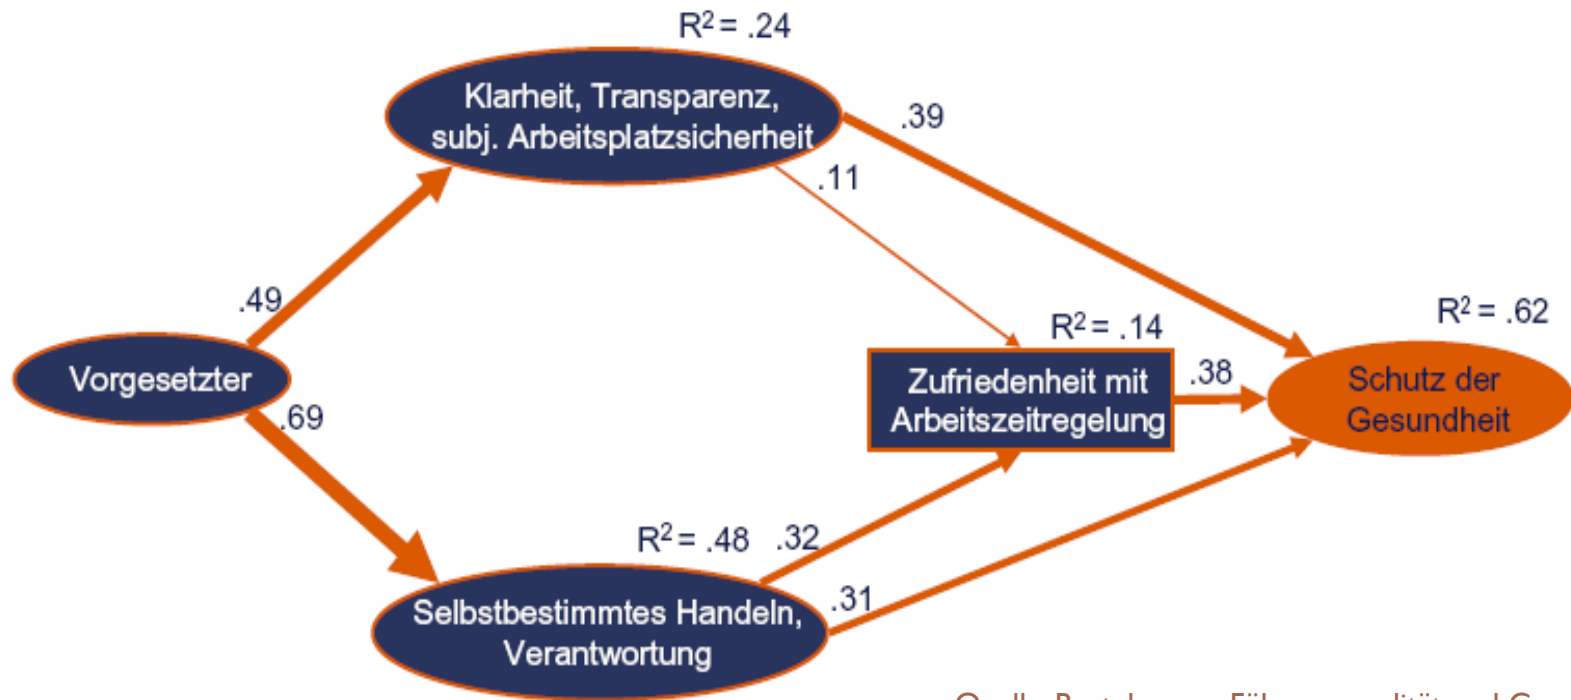 R² = .24
Klarheit, Transparenz,
subj. Arbeitsplatzsicherheit
.39
.11
.49
Vorgesetzter
.69
R² = .14
Zufriedenheit mit
Arbeitszeitregelung
.38
R² = .62
Schutz der
Gesundheit
R² = .48
.32
.31
Selbstbestimmtes Handeln,
Verantwortung